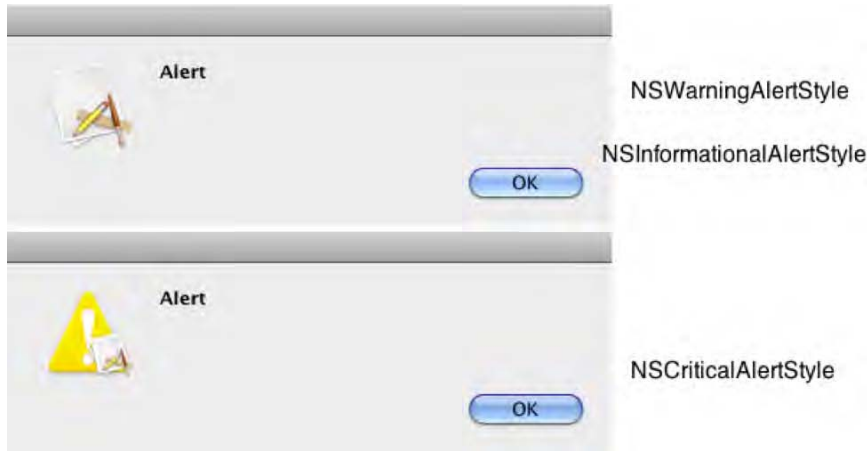 Alert
NSWarningAlertStyle
NSInformationalAlertStyle
OK
Alert
NSCriticalAlertStyle
OK